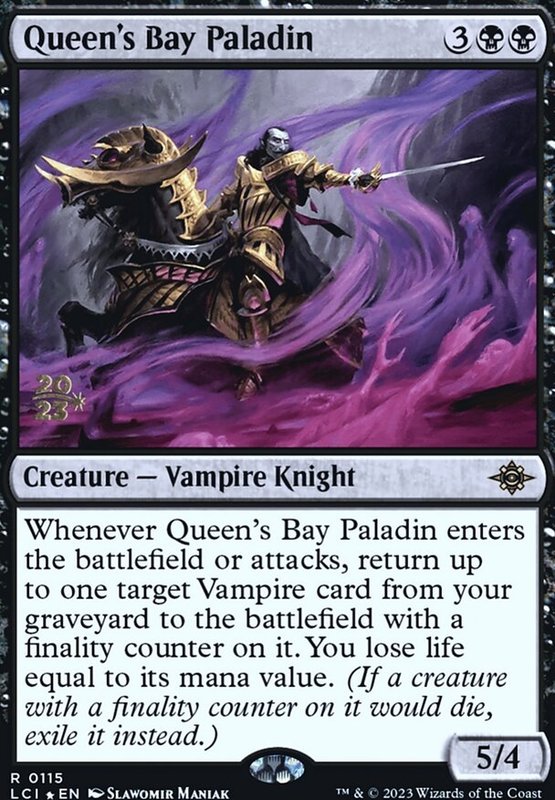 Queen's Bay Paladin 3
20
23
Creature — Vampire Knight
Whenever Queen's Bay Paladin enters
the battlefield or attacks, return up
to one target Vampire card from your
graveyard to the battlefield with a
finality counter on it. You lose life
equal to its mana value. (If a creature
with a finality counter on it would die,
exile it instead.)
5/4
R 0115
LCI ★ EN Slawomir Maniak
™ & © 2023 Wizards of the Coast